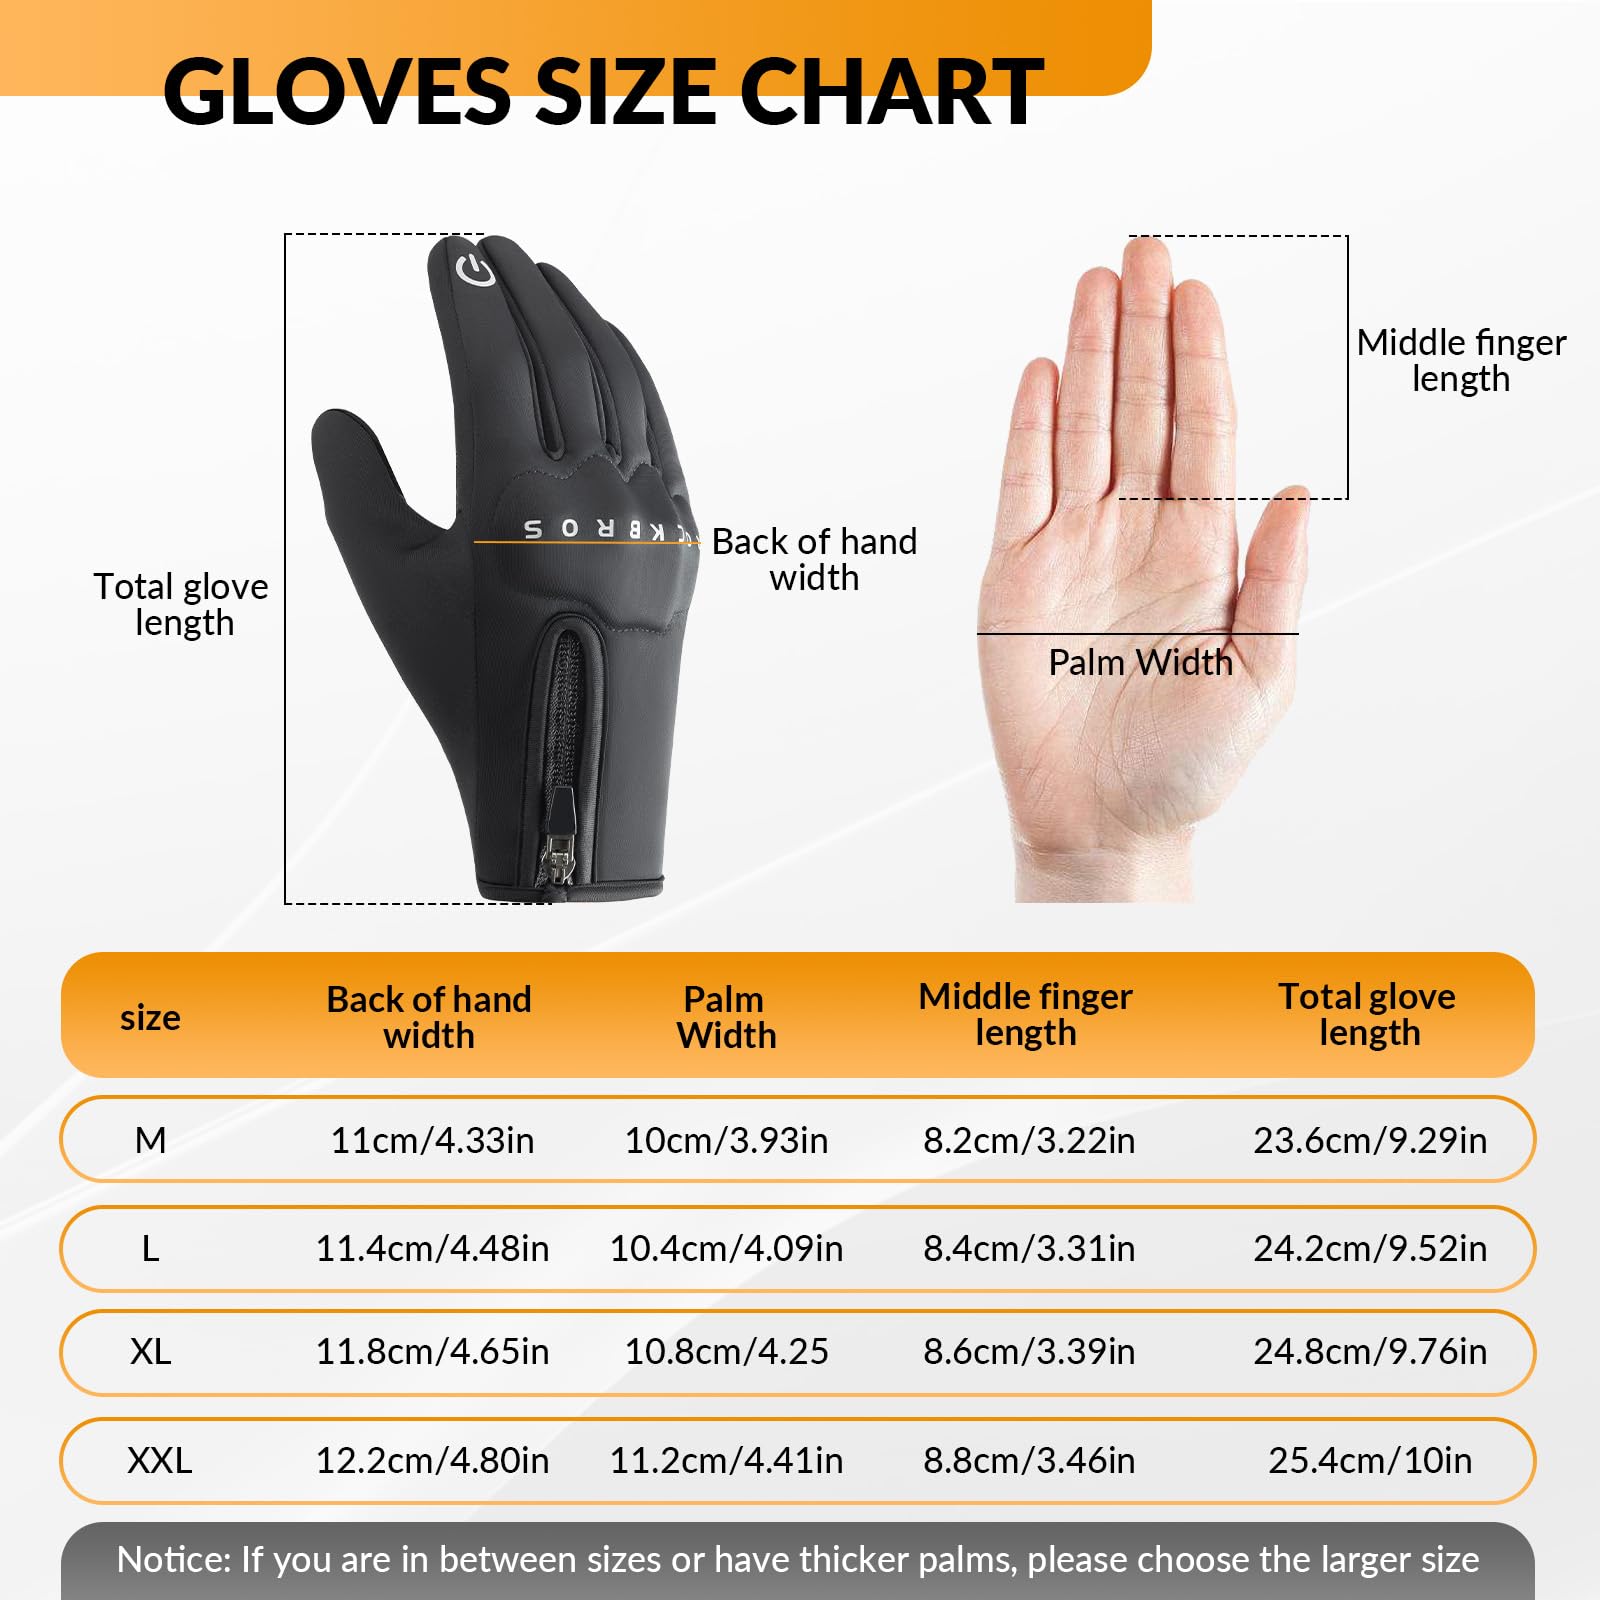 GLOVES SIZE CHART
Middle finger
length
Back of hand
width
Total glove
length
Palm Width
size
Back of hand
width
Palm
Width
Middle finger
length
Total glove
length
M 11cm/4.33in 10cm/3.93in 8.2cm/3.22in 23.6cm/9.29in
L 11.4cm/4.48in 10.4cm/4.09in 8.4cm/3.31in 24.2cm/9.52in
XL 11.8cm/4.65in 10.8cm/4.25 8.6cm/3.39in 24.8cm/9.76in
XXL 12.2cm/4.80in 11.2cm/4.41in 8.8cm/3.46in 25.4cm/10in
Notice: If you are in between sizes or have thicker palms, please choose the larger size